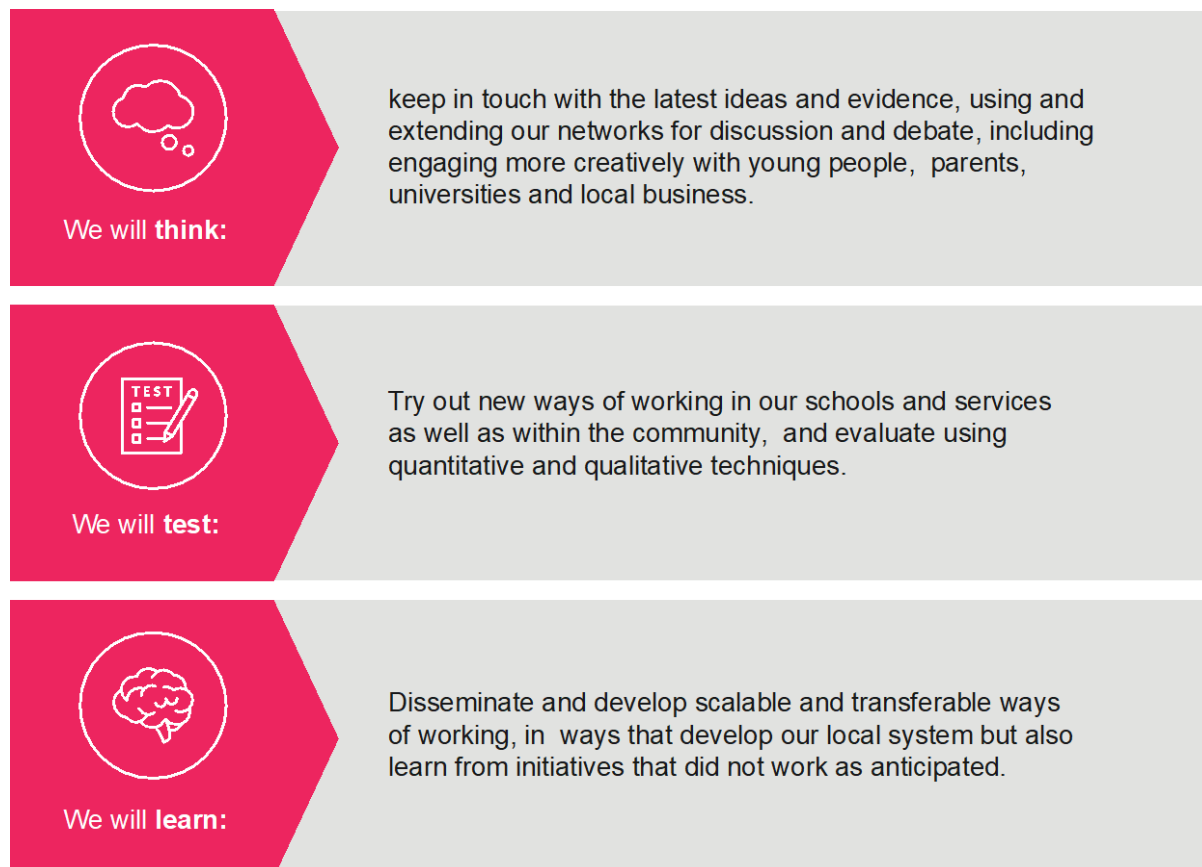 We will think:
keep in touch with the latest ideas and evidence, using and
extending our networks for discussion and debate, including
engaging more creatively with young people,  parents,
universities and local business.
TEST
We will test:
Try out new ways of working in our schools and services
as well as within the community,  and evaluate using
quantitative and qualitative techniques.
We will learn:
Disseminate and develop scalable and transferable ways
of working, in  ways that develop our local system but also
learn from initiatives that did not work as anticipated.